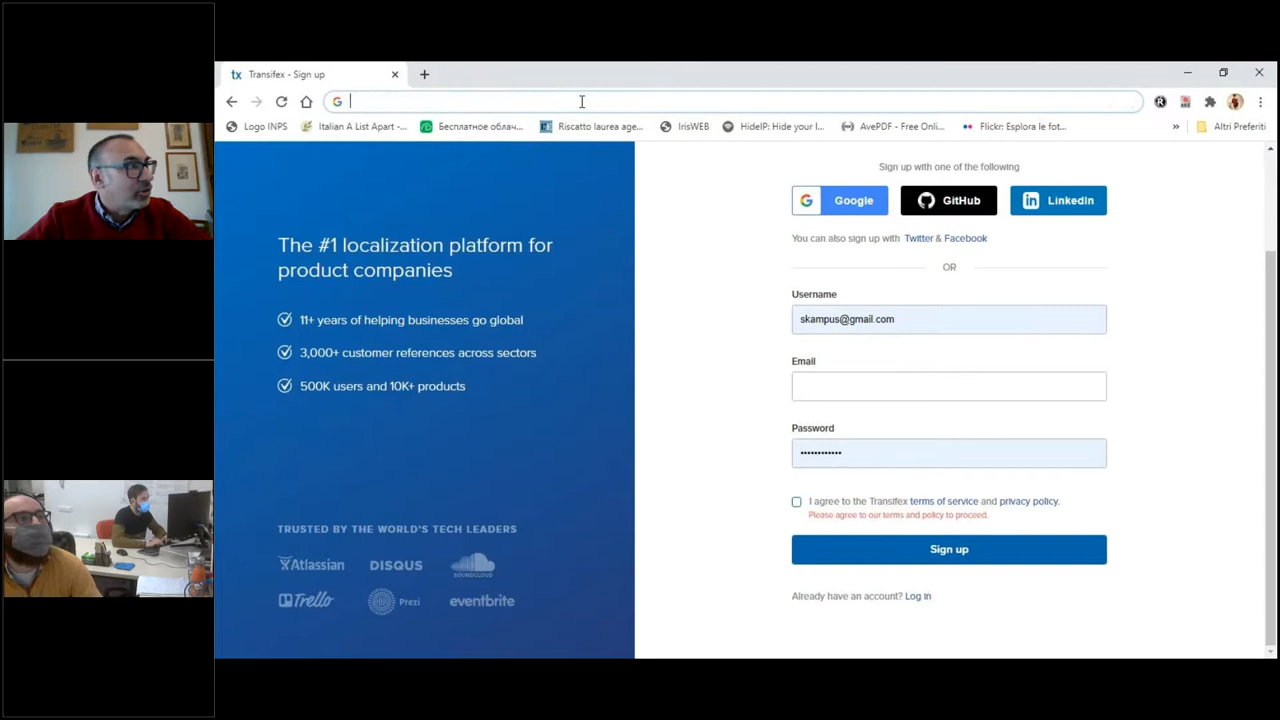 tx Transifex - Sign up
Logo INPS
Italian A List Apart -...
Бесплатное облач...
Riscatto laurea age...
IrisWEB
HideIP: Hide your I...
AvePDF - Free Onli...
Flickr: Esplora le fot...
»
Altri Preferiti
The #1 localization platform for
product companies
11+ years of helping businesses go global
3,000+ customer references across sectors
500K users and 10K+ products
TRUSTED BY THE WORLD'S TECH LEADERS
Atlassian DISQUS SOUNDCLOUD
Trello Prezi eventbrite
Sign up with one of the following
Google GitHub LinkedIn
You can also sign up with Twitter & Facebook
OR
Username
skampus@gmail.com
Email
Password
••••••••••••
I agree to the Transifex terms of service and privacy policy.
Please agree to our terms and policy to proceed.
Sign up
Already have an account? Log in